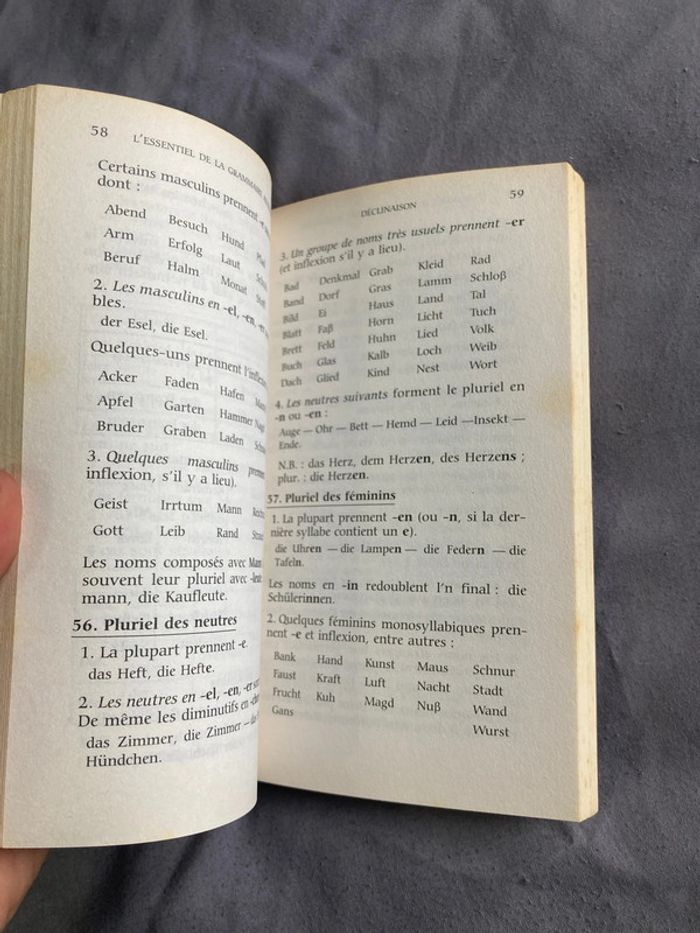 58 L'ESSENTIEL DE LA GRAMMAIRE
Certains masculins prennent
dont :
Abend Besuch Hund
Arm Erfolg Laut
Beruf Halm Monat
2. Les masculins en -el, -en, -er
bles.
der Esel, die Esel.
Quelques-uns prennent
Acker Faden Hafen
Apfel Garten Hammer
Bruder Graben Laden
3. Quelques masculins
inflexion, s'il y a lieu).
Geist Irrtum Mann
Gott Leib Rand
Les noms composés avec
souvent leur pluriel avec
mann, die Kaufleute.
56. Pluriel des neutres
1. La plupart prennent -e.
das Heft, die Hefte.
2. Les neutres en -el, -en, -er
De même les diminutifs en
das Zimmer, die Zimmer —
Hündchen.
DÉCLINAISON 59
3. Un groupe de noms très usuels prennent -er
(et inflexion s'il y a lieu).
Bad Denkmal Grab Kleid Rad
Band Dorf Gras Lamm Schloß
Bild Ei Haus Land Tal
Blatt Faß Horn Licht Tuch
Brett Feld Huhn Lied Volk
Buch Glas Kalb Loch Weib
Dach Glied Kind Nest Wort
4. Les neutres suivants forment le pluriel en
-n ou -en :
Auge — Ohr — Bett — Hemd — Leid —Insekt —
Ende.
N.B. : das Herz, dem Herzen, des Herzens ;
plur. : die Herzen.
57. Pluriel des féminins
1. La plupart prennent -en (ou -n, si la der-
nière syllabe contient un e).
die Uhren — die Lampen — die Federn — die
Tafeln.
Les noms en -in redoublent l'n final : die
Schülerinnen.
2. Quelques féminins monosyllabiques pren-
nent -e et inflexion, entre autres :
Bank Hand Kunst Maus Schnur
Faust Kraft Luft Nacht Stadt
Frucht Kuh Magd Nuß Wand
Gans Wurst